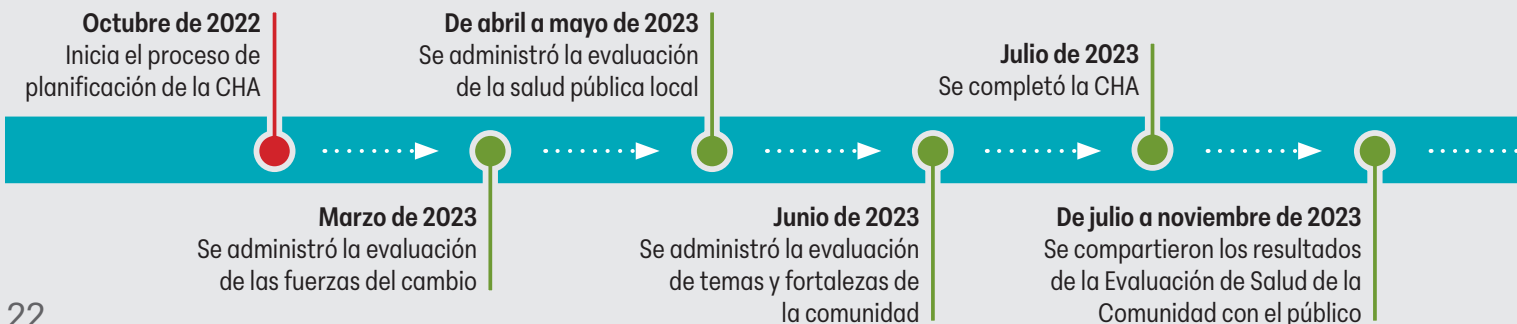 Octubre de 2022
Inicia el proceso de
planificación de la CHA
Marzo de 2023
Se administró la evaluación
de las fuerzas del cambio
De abril a mayo de 2023
Se administró la evaluación
de la salud pública local
Junio de 2023
Se administró la evaluación
de temas y fortalezas de
la comunidad
Julio de 2023
Se completó la CHA
De julio a noviembre de 2023
Se compartieron los resultados
de la Evaluación de Salud de la
Comunidad con el público
22